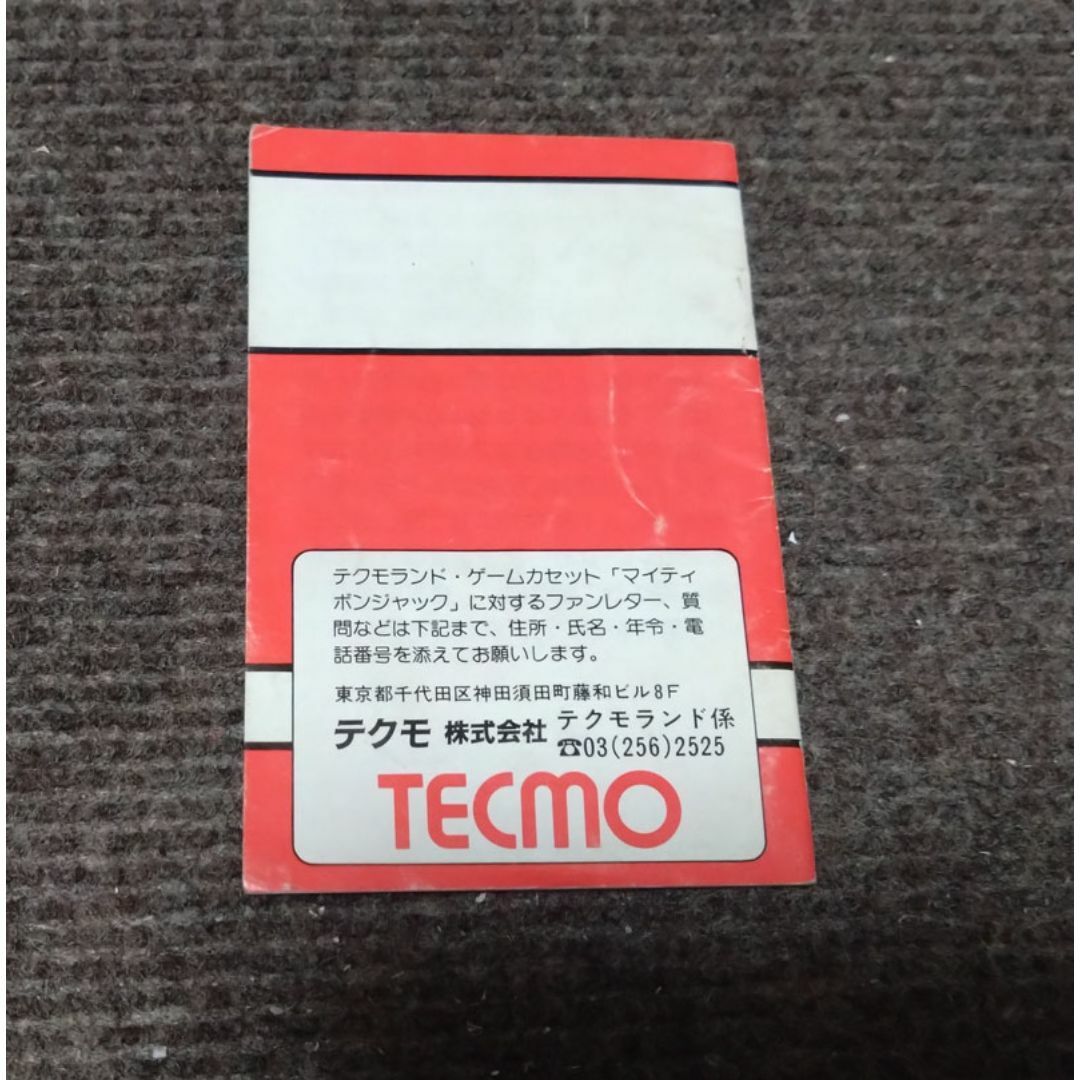 テクモランド・ゲームカセット「マイティ
ボンジャック」に対するファンレター、質
問などは下記まで、住所・氏名・年令・電
話番号を添えてお願いします。
東京都千代田区神田須田町藤和ビル8F
テクモ 株式会社 テクモランド係
☎03(256)2525
TECMO